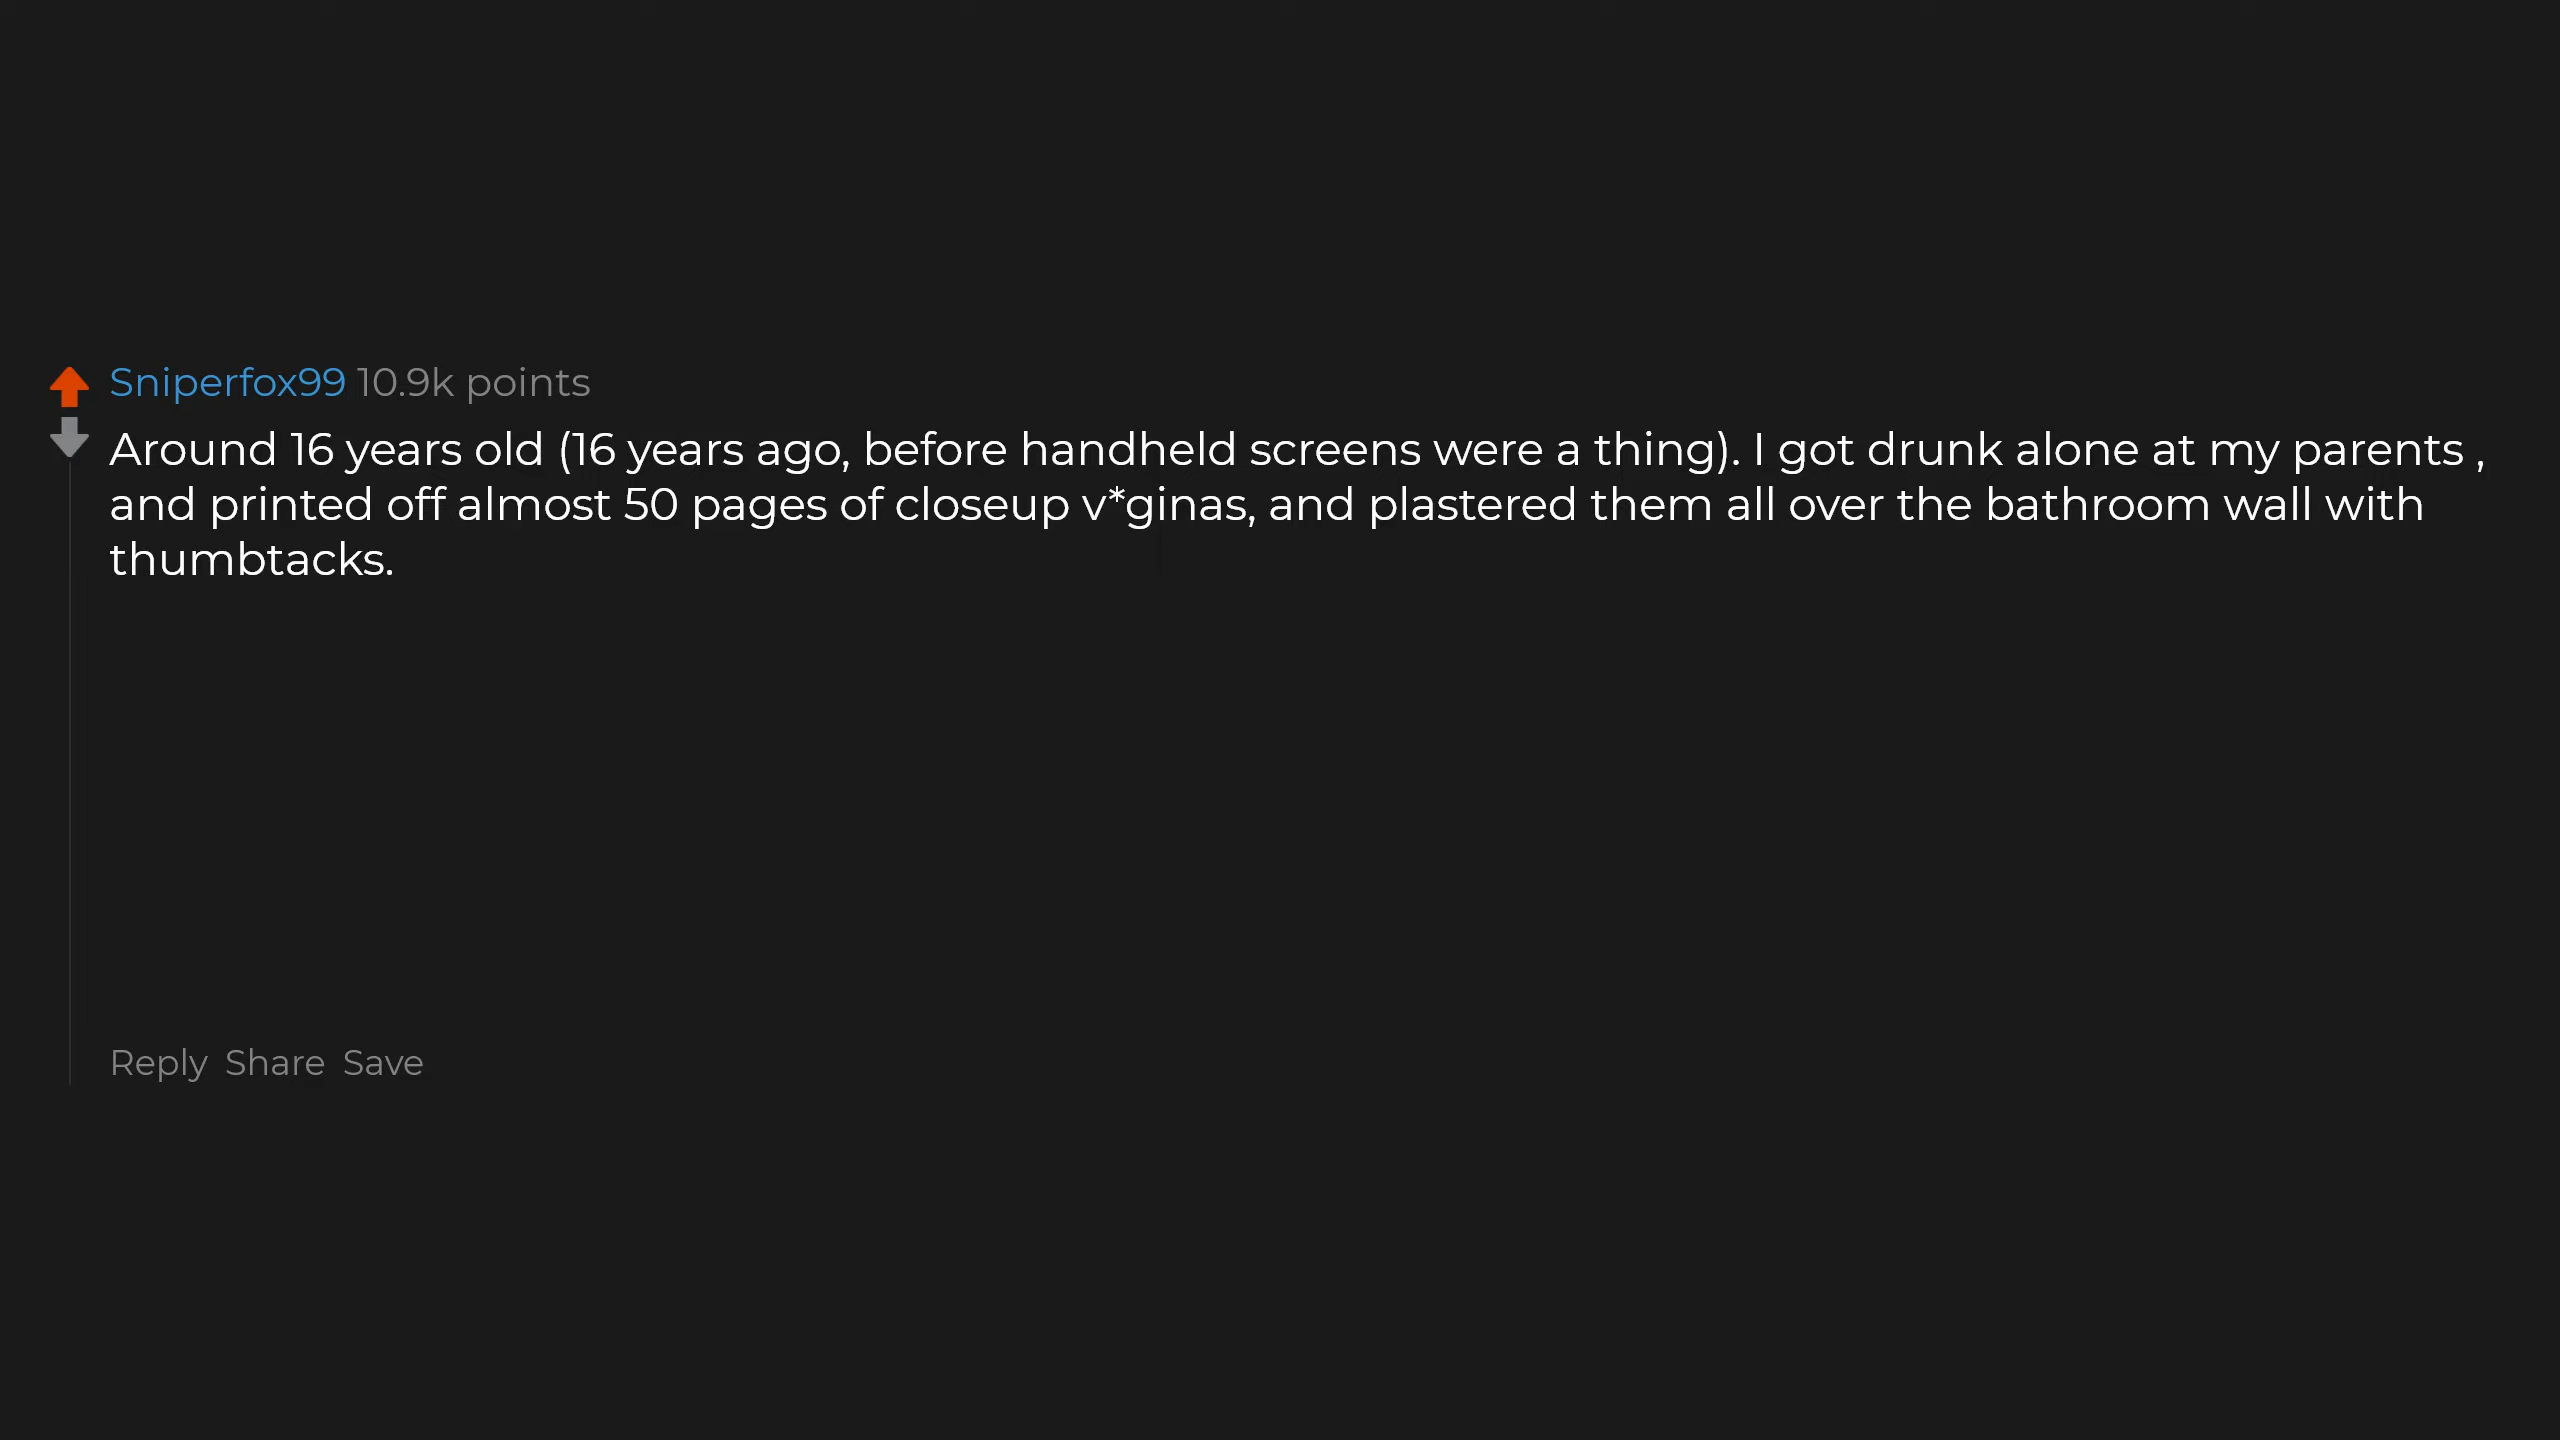 Sniperfox99 10.9k points
Around 16 years old (16 years ago, before handheld screens were a thing). I got drunk alone at my parents ,
and printed off almost 50 pages of closeup v*ginas, and plastered them all over the bathroom wall with
thumbtacks.
Reply Share Save